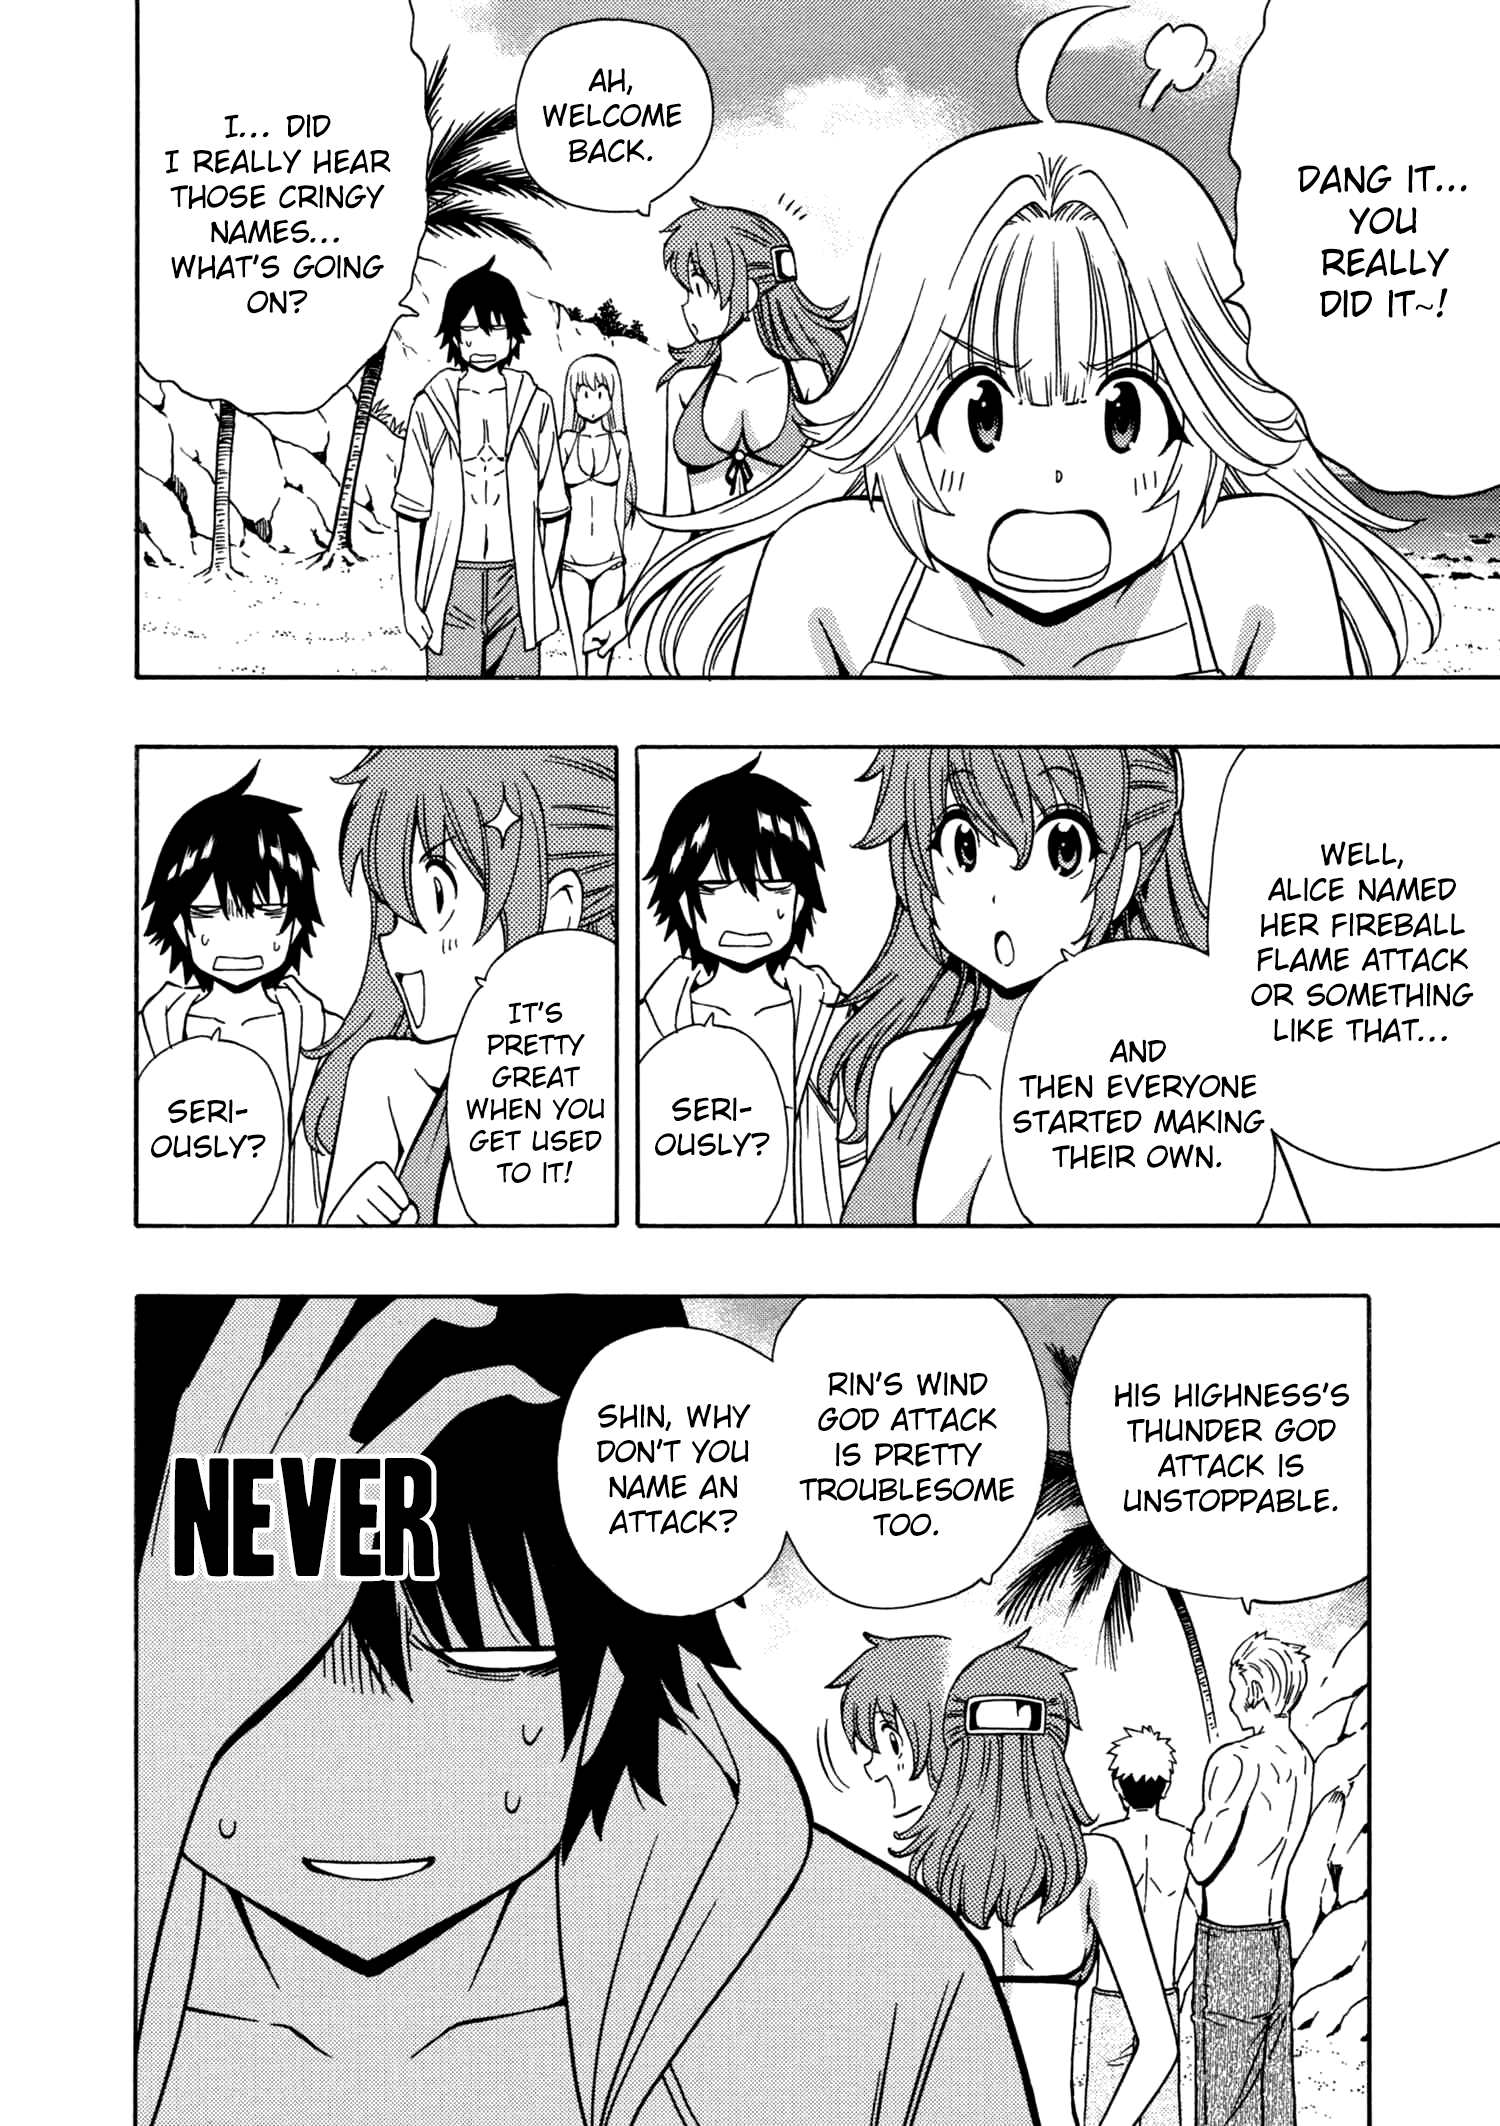 DANG IT...
YOU
REALLY
DID IT~!
AH,
WELCOME
BACK.
I... DID
I REALLY HEAR
THOSE CRINGY
NAMES...
WHAT'S GOING
ON?
WELL,
ALICE NAMED
HER FIREBALL
FLAME ATTACK
OR SOMETHING
LIKE THAT...
AND
THEN EVERYONE
STARTED MAKING
THEIR OWN.
SERI-
OUSLY?
IT'S
PRETTY
GREAT
WHEN YOU
GET USED
TO IT!
SERI-
OUSLY?
HIS HIGHNESS'S
THUNDER GOD
ATTACK IS
UNSTOPPABLE.
RIN'S WIND
GOD ATTACK
IS PRETTY
TROUBLESOME
TOO.
SHIN, WHY
DON'T YOU
NAME AN
ATTACK?
NEVER